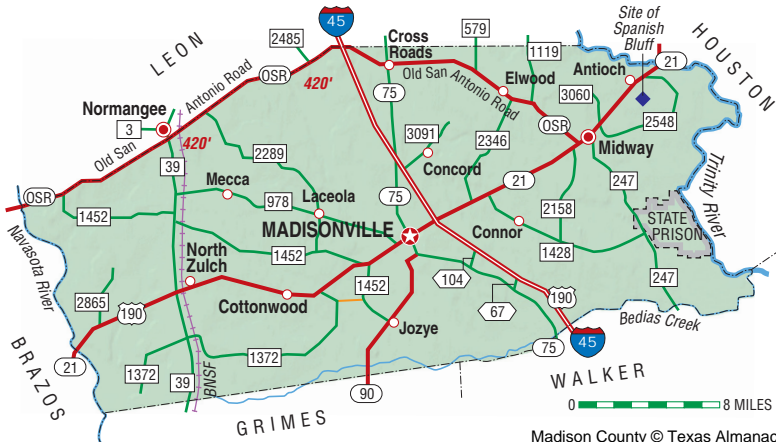 45
Site of
Spanish
Bluff
LEON
2485
Cross
Roads
579
1119
HOUSTON
OSR
420'
Old San Antonio Road
Elwood
Antioch
21
Normangee
Antonio Road
75
3060
3
420'
OSR
2548
Old San
3091
2346
Midway
39
2289
Concord
Mecca
Laceola
21
247
Trinity River
OSR
978
75
1452
MADISONVILLE
Connor
2158
STATE
PRISON
Navasota River
North
Zulch
1452
1428
1452
104
247
2865
190
Cottonwood
67
190
Bedias Creek
Jozye
21
1372
75
45
BRAZOS
1372
39
BNSF
90
WALKER
GRIMES
0
8 MILES
Madison County © Texas Almanac